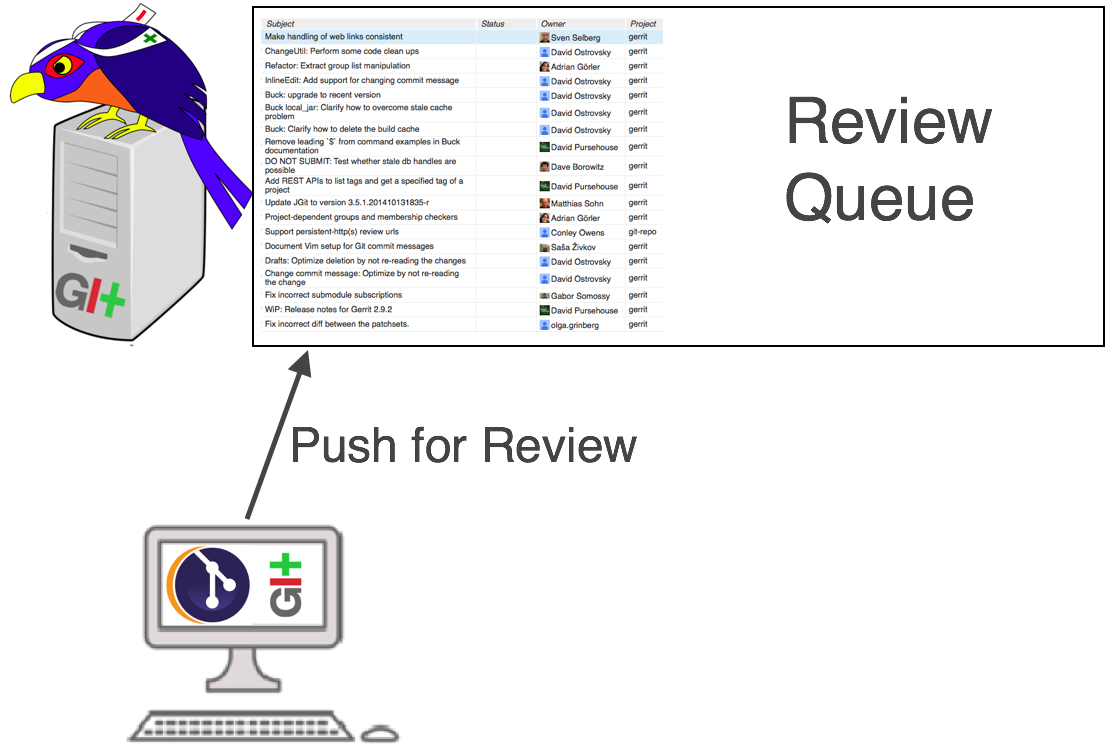 Subject Status Owner Project
Make handling of web links consistent Sven Selberg gerrit
ChangeUtil: Perform some code clean ups David Ostrovsky gerrit
Refactor: Extract group list manipulation Adrian Görler gerrit
InlineEdit: Add support for changing commit message David Ostrovsky gerrit
Buck: upgrade to recent version David Ostrovsky gerrit
Buck local_jar: Clarify how to overcome stale cache
problem David Ostrovsky gerrit
Buck: Clarify how to delete the build cache David Ostrovsky gerrit
Remove leading `$` from command examples in Buck
documentation David Pursehouse gerrit
DO NOT SUBMIT: Test whether stale db handles are
possible Dave Borowitz gerrit
Add REST APIs to list tags and get a specified tag of a
project David Pursehouse gerrit
Update JGit to version 3.5.1.201410131835-r Matthias Sohn gerrit
Project-dependent groups and membership checkers Adrian Görler gerrit
Support persistent-http(s) review urls Conley Owens git-repo
Document Vim setup for Git commit messages Saša Živkov gerrit
Drafts: Optimize deletion by not re-reading the changes David Ostrovsky gerrit
Change commit message: Optimize by not re-reading
the change David Ostrovsky gerrit
Fix incorrect submodule subscriptions Gabor Somossy gerrit
WiP: Release notes for Gerrit 2.9.2 David Pursehouse gerrit
Fix incorrect diff between the patchsets. olga.grinberg gerrit
Review
Queue
GIt
Push for Review
GIt